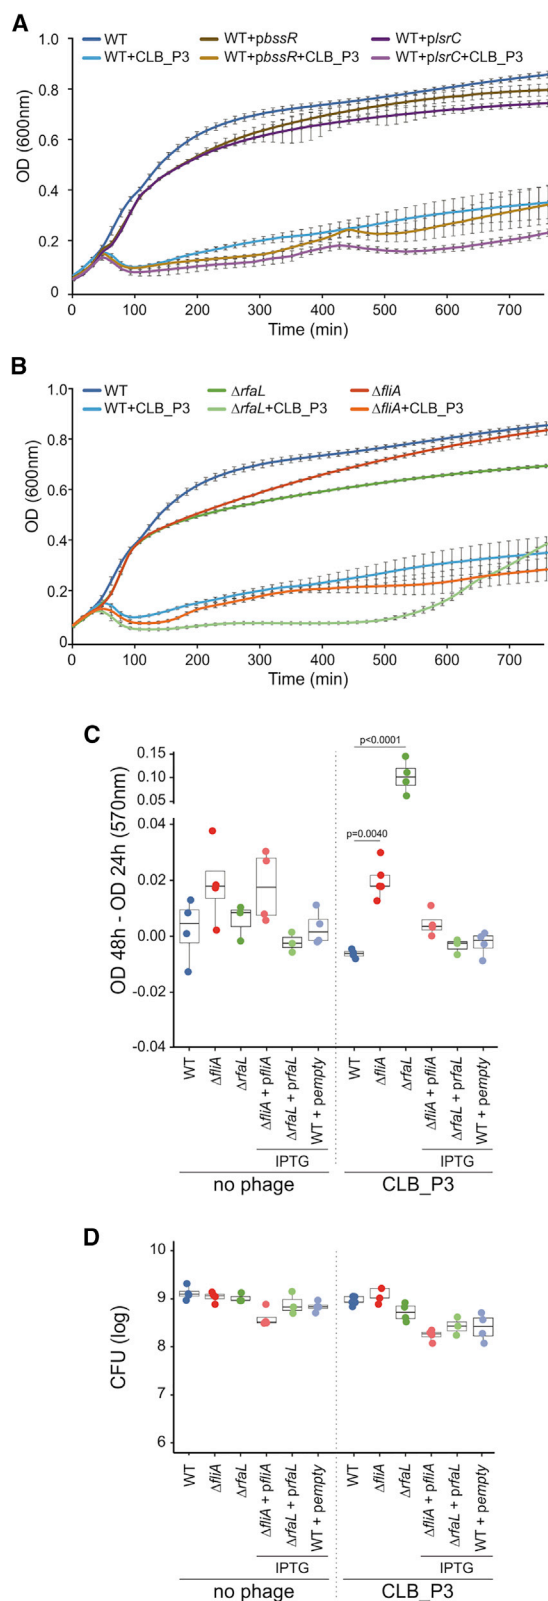 A
WT
WT+pbssR
WT+plsrC
WT+CLB_P3
WT+pbssR+CLB_P3
WT+plsrC+CLB_P3
1.0
0.8
0.6
0.4
0.2
0
OD (600nm)
0 100 200 300 400 500 600 700
Time (min)
B
WT
ΔrfaL
ΔfliA
WT+CLB_P3
ΔrfaL+CLB_P3
ΔfliA+CLB_P3
1.0
0.8
0.6
0.4
0.2
0
OD (600nm)
0 100 200 300 400 500 600 700
Time (min)
C
p<0.0001
p=0.0040
0.15
0.10
0.05
0.04
0.02
0.00
-0.02
-0.04
OD 48h - OD 24h (570nm)
WT
ΔfliA
ΔrfaL
ΔfliA + pfliA
ΔrfaL + prfaL
WT + pempty
WT
ΔfliA
ΔrfaL
ΔfliA + pfliA
ΔrfaL + prfaL
WT + pempty
IPTG
IPTG
no phage
CLB_P3
D
10
9
8
7
6
CFU (log)
WT
ΔfliA
ΔrfaL
ΔfliA + pfliA
ΔrfaL + prfaL
WT + pempty
WT
ΔfliA
ΔrfaL
ΔfliA + pfliA
ΔrfaL + prfaL
WT + pempty
IPTG
IPTG
no phage
CLB_P3